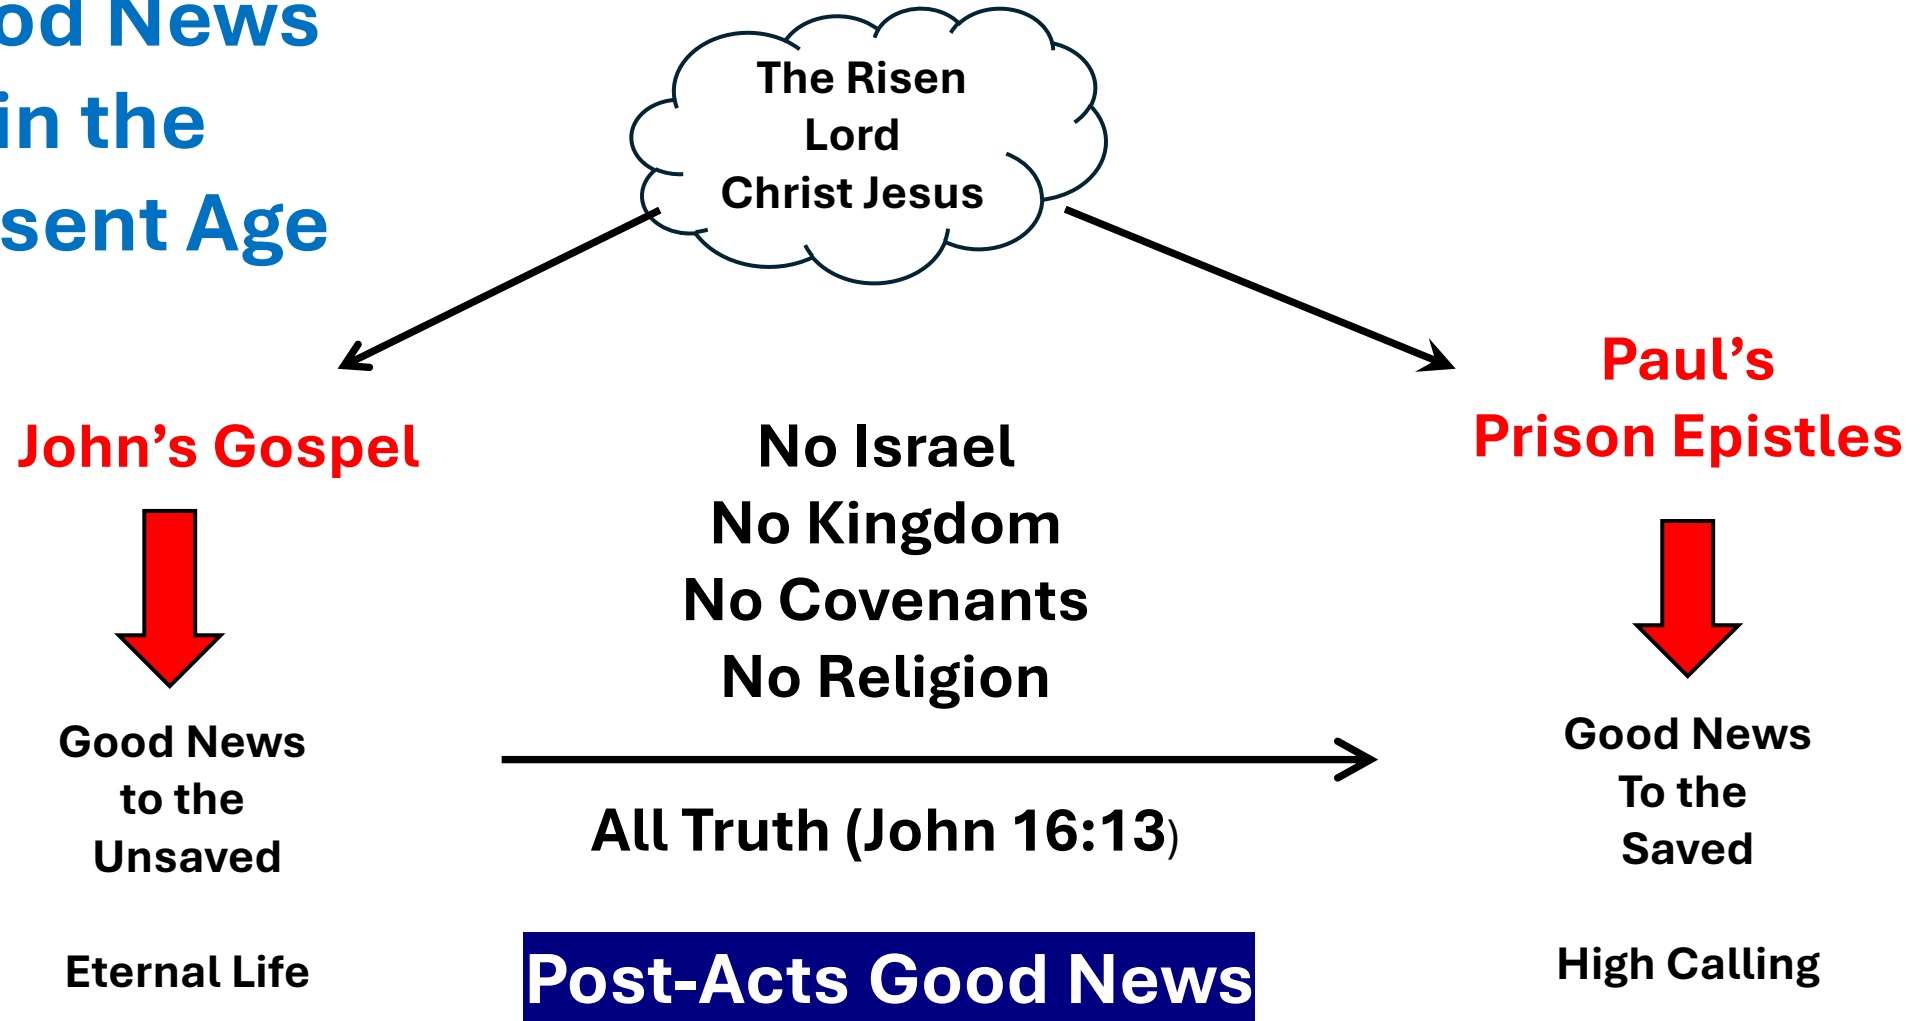 od News
in the
sent Age
The Risen
Lord
Christ Jesus
John’s Gospel
Paul’s
Prison Epistles
No Israel
No Kingdom
No Covenants
No Religion
Good News
to the
Unsaved
Good News
To the
Saved
All Truth (John 16:13)
Eternal Life
Post-Acts Good News
High Calling